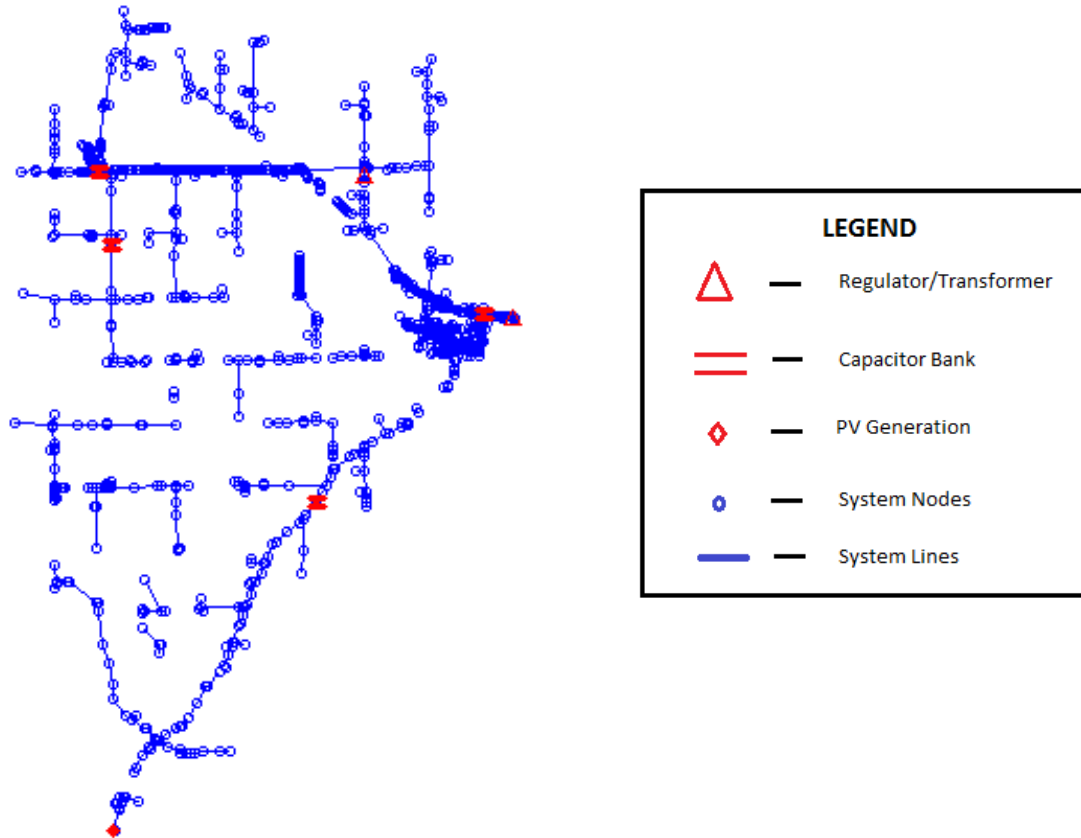 LEGEND
Regulator/Transformer
Capacitor Bank
PV Generation
System Nodes
System Lines